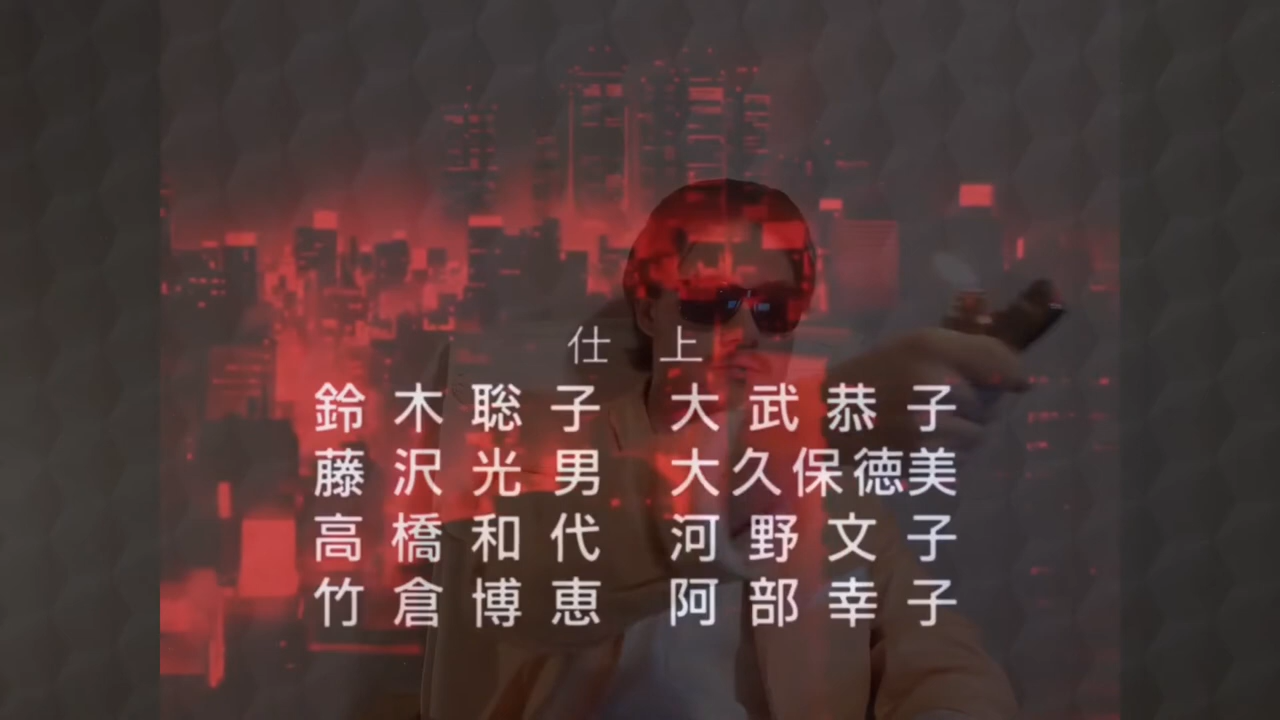 仕上
鈴木聡子 大武恭子
藤沢光男 大久保徳美
高橋和代 河野文子
竹倉博恵 阿部幸子